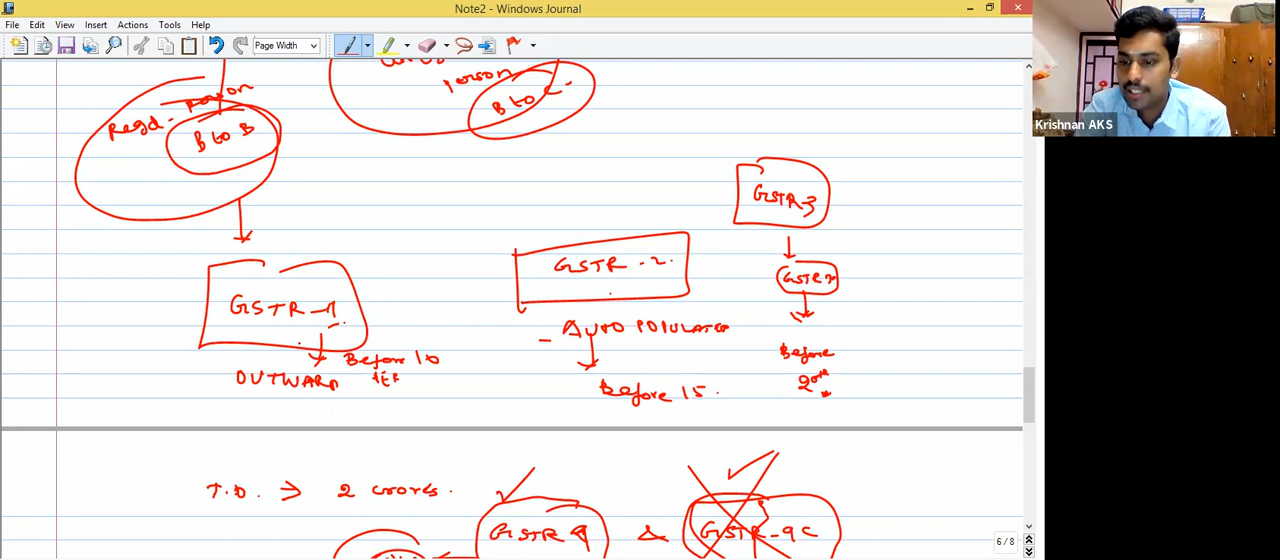 Note2 - Windows Journal
File Edit View Insert Actions Tools Help
Page Width
Person
Regd. Person
B to C
B to B
Krishnan AKS
GSTR-3
GSTR-2
GSTR-1
AUTO POPULATED
Before 10
OUTWARD
Before
20th
Before 15.
T.O. => 2 crores.
GSTR 9 & GSTR-9C
6 / 8